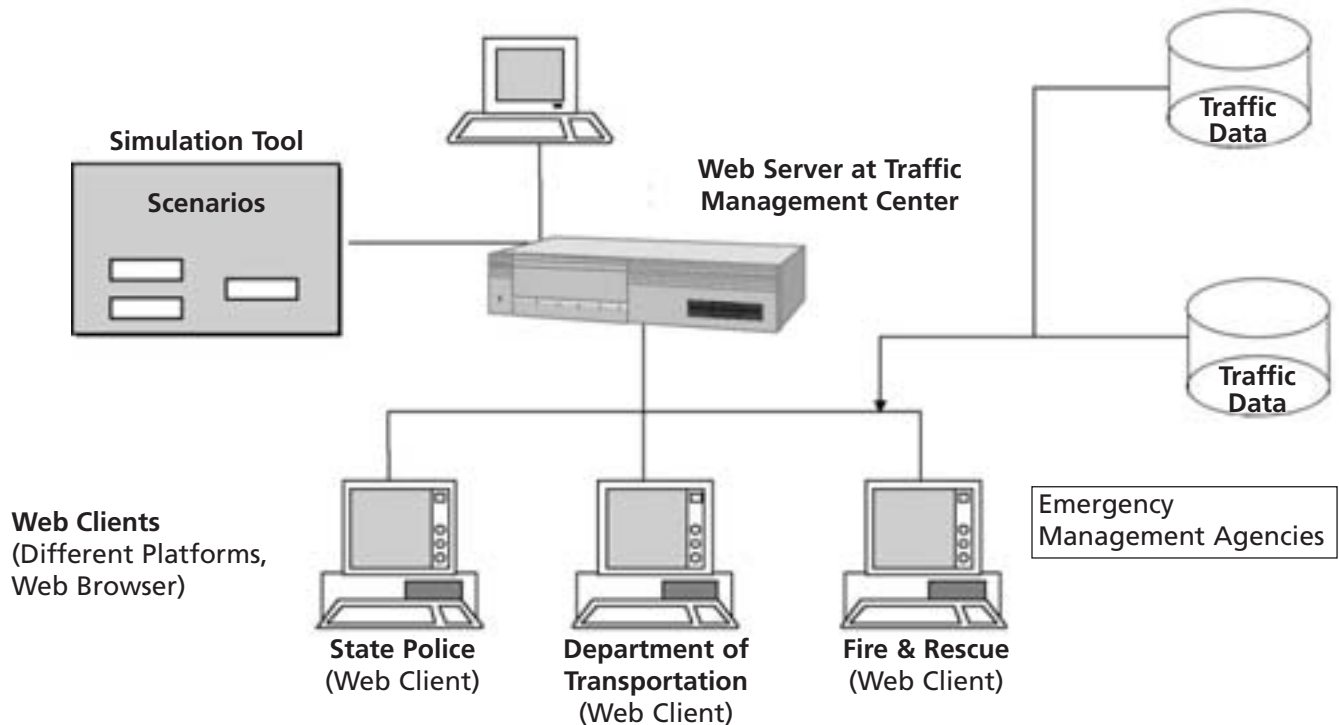 Simulation Tool
Scenarios
Web Server at Traffic
Management Center
Traffic
Data
Traffic
Data
Web Clients
(Different Platforms,
Web Browser)
Emergency
Management Agencies
State Police
(Web Client)
Department of
Transportation
(Web Client)
Fire & Rescue
(Web Client)